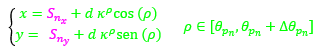 x = S_{n_x} + d κ^ρ cos (ρ)
y = S_{n_y} + d κ^ρ sen (ρ)
ρ ∈ [θ_{p_n}, θ_{p_n} + Δθ_{p_n}]